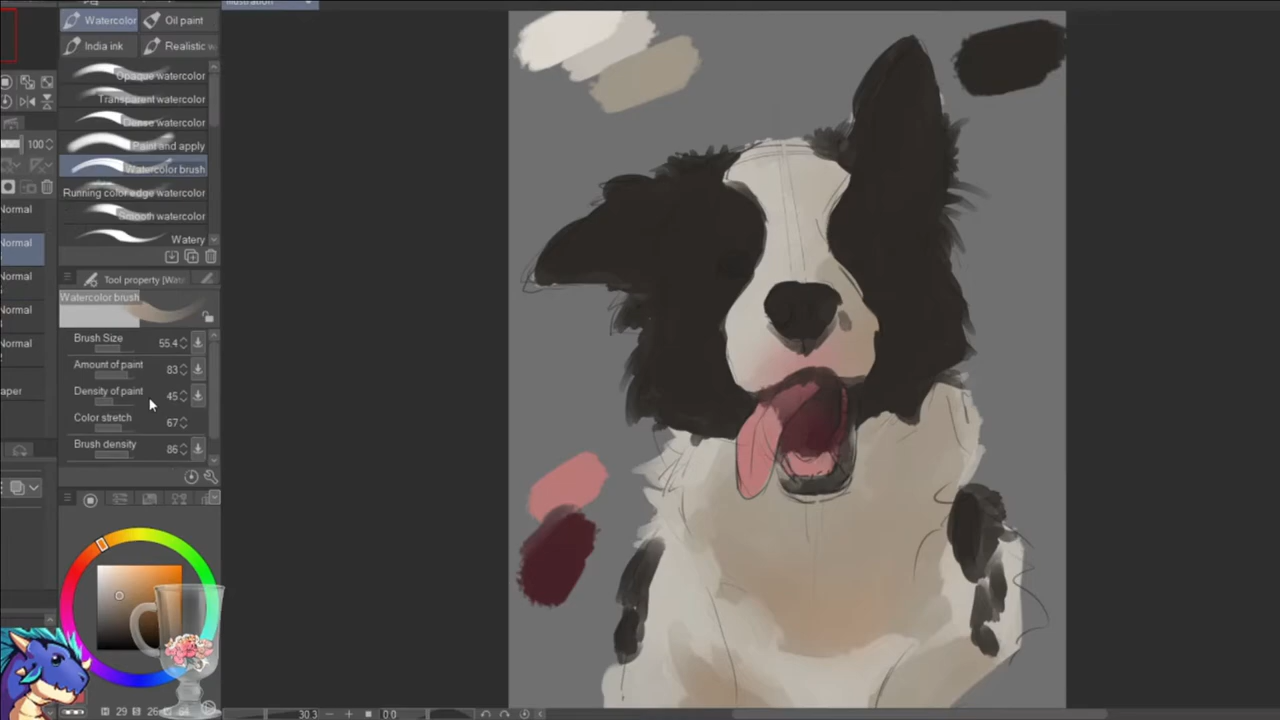 Illustration
Watercolor
Oil paint
India ink
Realistic w
Opaque watercolor
Transparent watercolor
Dense watercolor
Paint and apply
Watercolor brush
Running color edge watercolor
Smooth watercolor
Watery
100
Normal
Normal
Normal
Normal
Normal
aper
Tool property [Wat
Watercolor brush
Brush Size 55.4
Amount of paint 83
Density of paint 45
Color stretch 67
Brush density 86
H 29 S 26
30.3
0.0